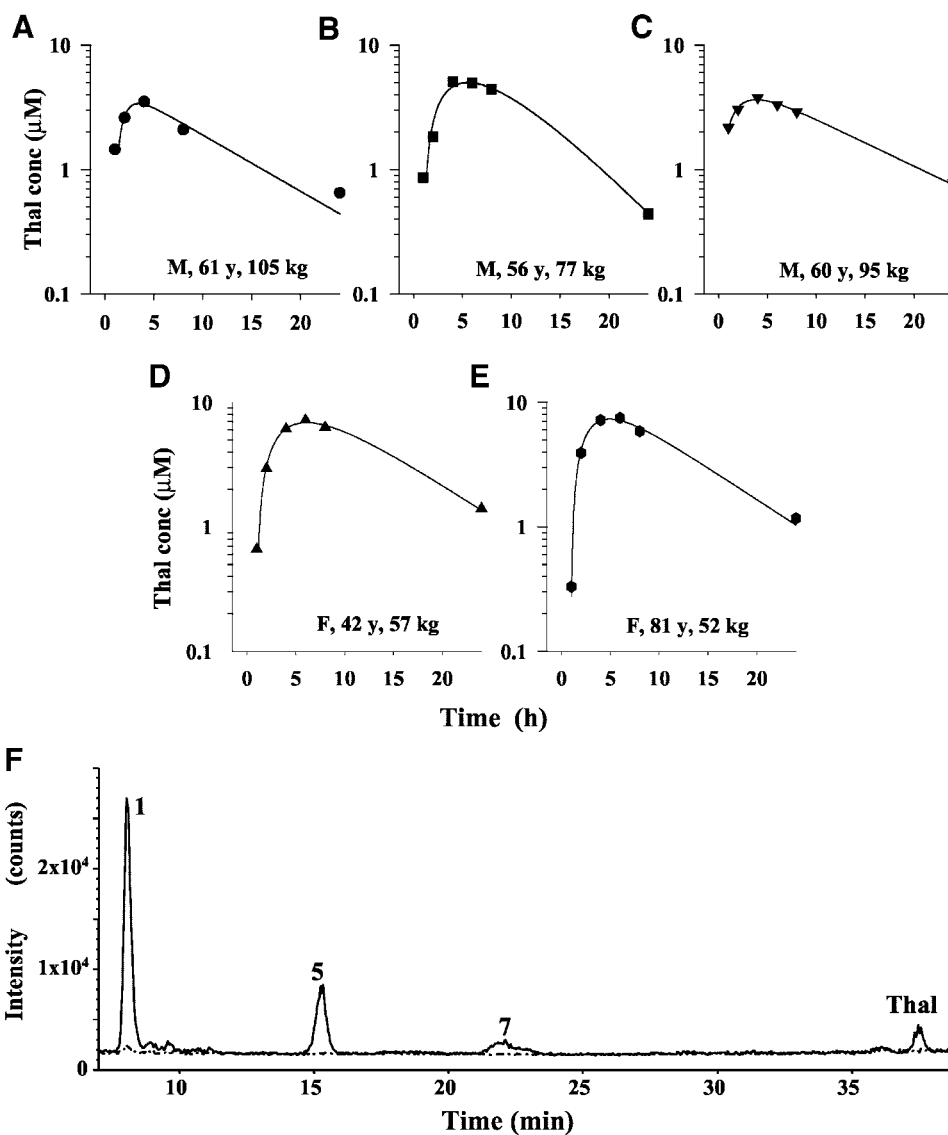 A
B
C
10
1
0.1
Thal conc (μM)
M, 61 y, 105 kg
0 5 10 15 20
10
1
0.1
M, 56 y, 77 kg
0 5 10 15 20
10
1
0.1
M, 60 y, 95 kg
0 5 10 15 20
D
E
10
1
0.1
Thal conc (μM)
F, 42 y, 57 kg
0 5 10 15 20
10
1
0.1
F, 81 y, 52 kg
0 5 10 15 20
Time (h)
F
Intensity (counts)
2x10⁴
1x10⁴
0
1
5
7
Thal
10 15 20 25 30 35
Time (min)